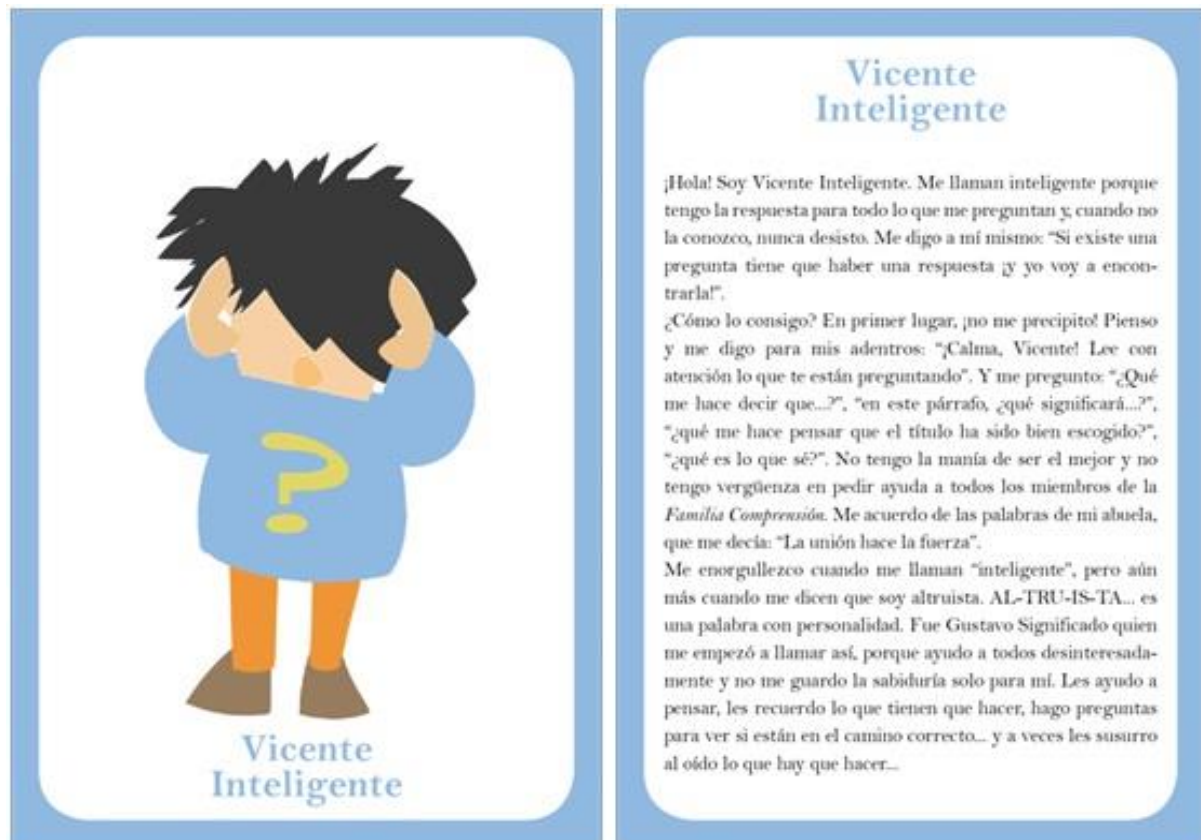 ?
Vicente
Inteligente
Vicente
Inteligente
¡Hola! Soy Vicente Inteligente. Me llaman inteligente porque
tengo la respuesta para todo lo que me preguntan y, cuando no
la conozco, nunca desisto. Me digo a mí mismo: “Si existe una
pregunta tiene que haber una respuesta ¡y yo voy a encon-
trarla!”.
¿Cómo lo consigo? En primer lugar, ¡no me precipito! Pienso
y me digo para mis adentros: “¡Calma, Vicente! Lee con
atención lo que te están preguntando”. Y me pregunto: “¿Qué
me hace decir que...?”, “en este párrafo, ¿qué significará...?”,
“¿qué me hace pensar que el título ha sido bien escogido?”,
“¿qué es lo que sé?”. No tengo la manía de ser el mejor y no
tengo vergüenza en pedir ayuda a todos los miembros de la
Familia Comprensión. Me acuerdo de las palabras de mi abuela,
que me decía: “La unión hace la fuerza”.
Me enorgullezco cuando me llaman “inteligente”, pero aún
más cuando me dicen que soy altruista. AL-TRU-IS-TA... es
una palabra con personalidad. Fue Gustavo Significado quien
me empezó a llamar así, porque ayudo a todos desinteresada-
mente y no me guardo la sabiduría solo para mí. Les ayudo a
pensar, les recuerdo lo que tienen que hacer, hago preguntas
para ver si están en el camino correcto... y a veces les susurro
al oído lo que hay que hacer...